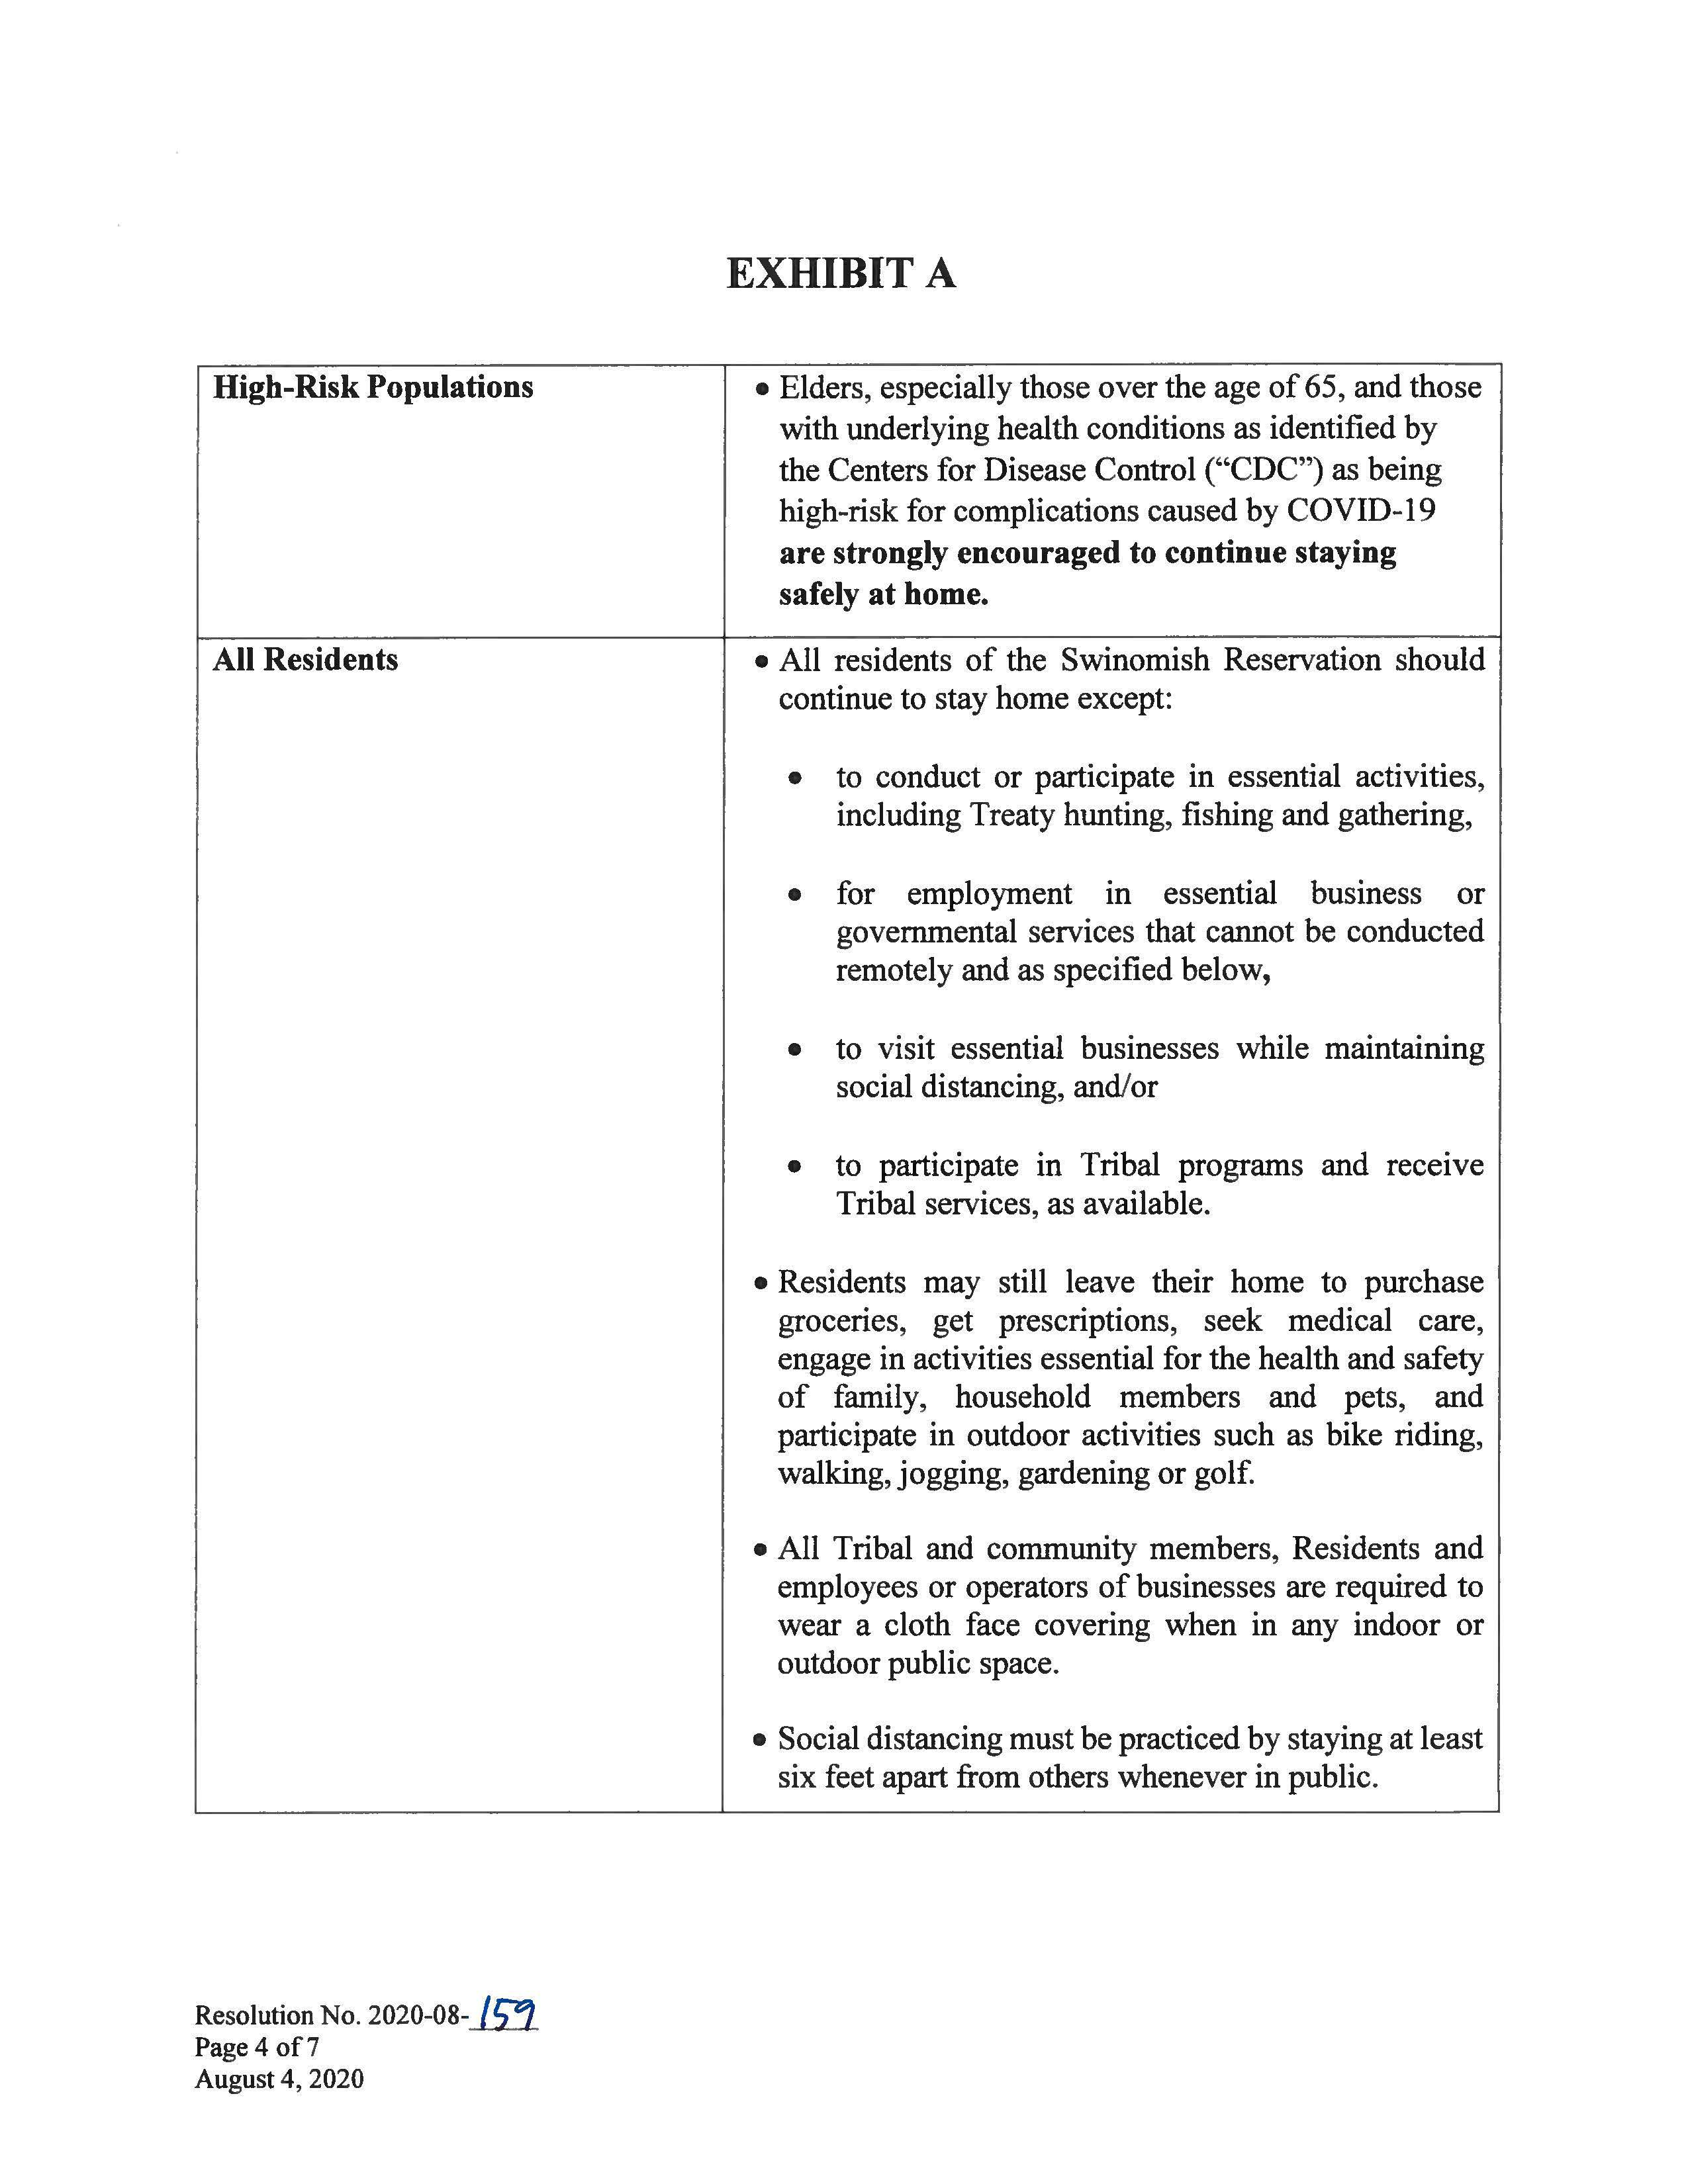 EXHIBIT A
High-Risk Populations
• Elders, especially those over the age of 65, and those
with underlying health conditions as identified by
the Centers for Disease Control (“CDC”) as being
high-risk for complications caused by COVID-19
are strongly encouraged to continue staying
safely at home.
All Residents
• All residents of the Swinomish Reservation should
continue to stay home except:
• to conduct or participate in essential activities,
including Treaty hunting, fishing and gathering,
• for employment in essential business or
governmental services that cannot be conducted
remotely and as specified below,
• to visit essential businesses while maintaining
social distancing, and/or
• to participate in Tribal programs and receive
Tribal services, as available.
• Residents may still leave their home to purchase
groceries, get prescriptions, seek medical care,
engage in activities essential for the health and safety
of family, household members and pets, and
participate in outdoor activities such as bike riding,
walking, jogging, gardening or golf.
• All Tribal and community members, Residents and
employees or operators of businesses are required to
wear a cloth face covering when in any indoor or
outdoor public space.
• Social distancing must be practiced by staying at least
six feet apart from others whenever in public.
Resolution No. 2020-08-159
Page 4 of 7
August 4, 2020